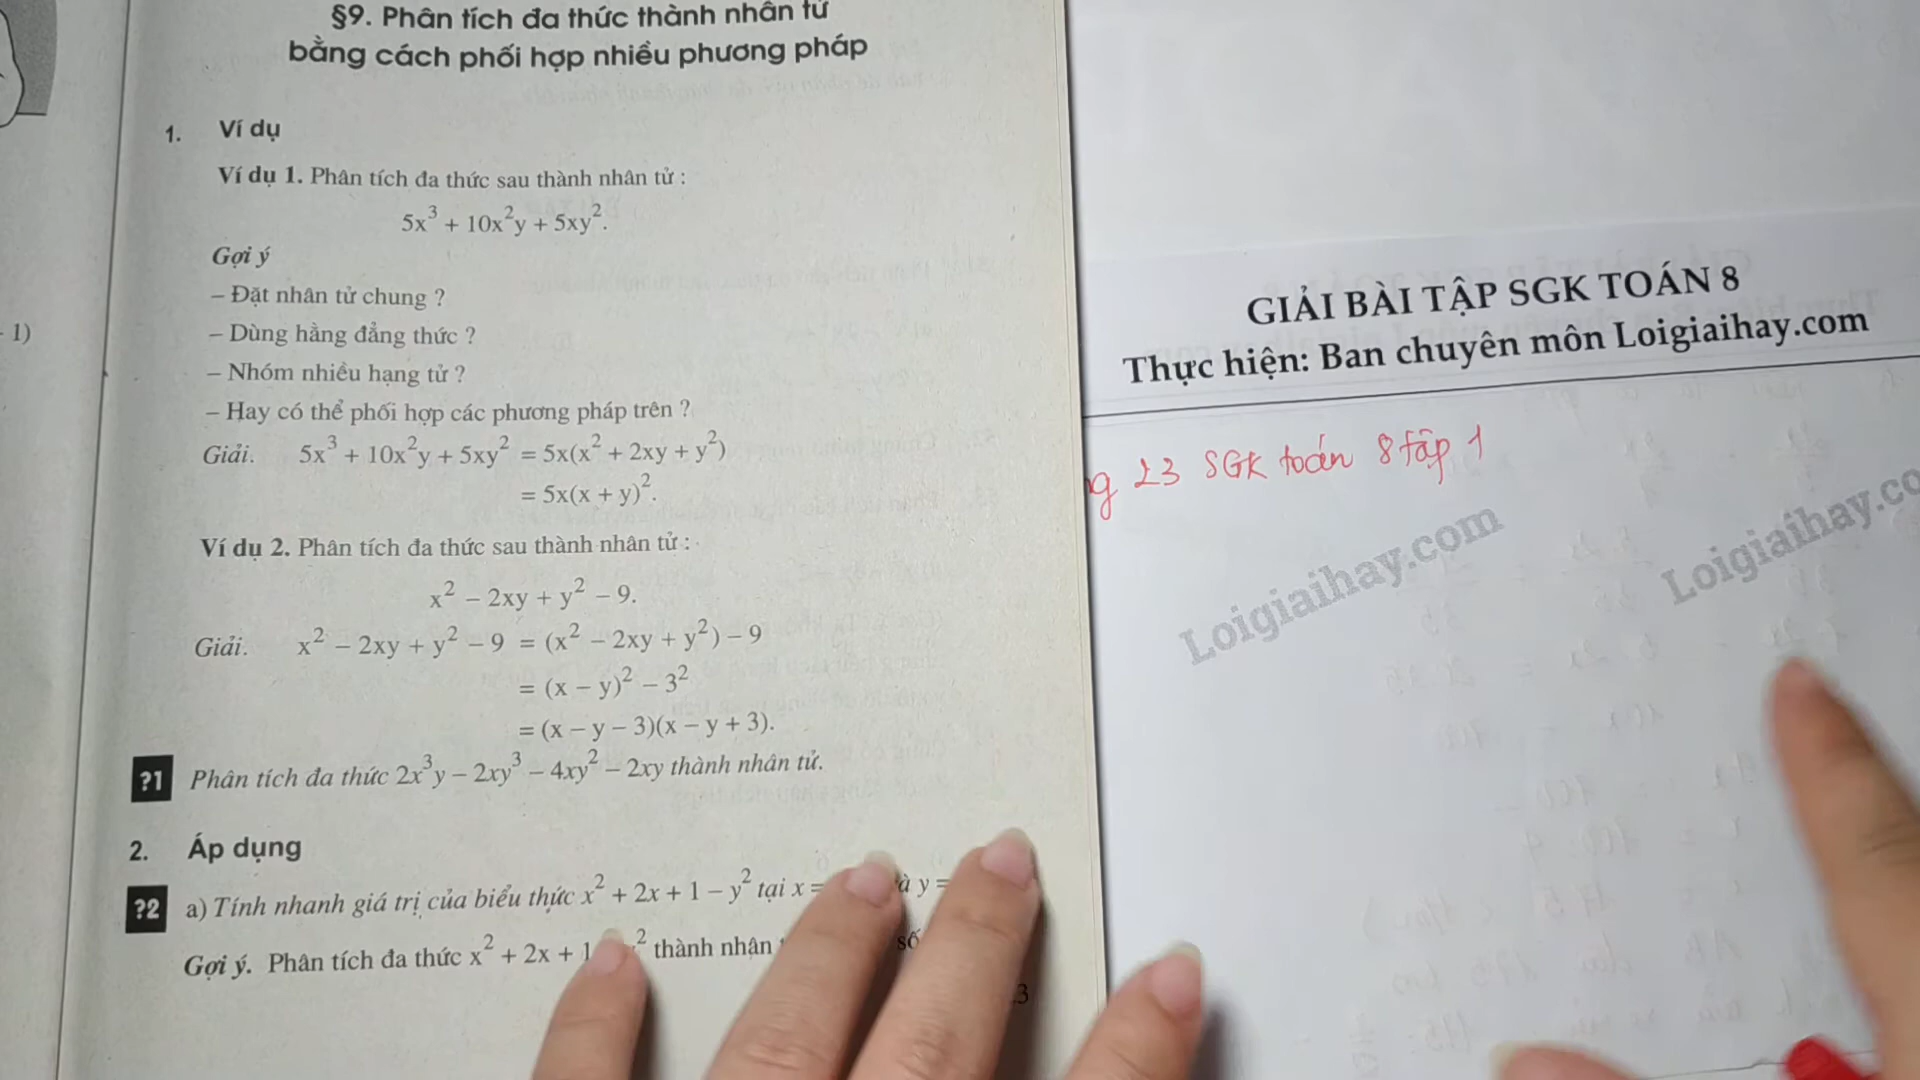 §9. Phân tích đa thức thành nhân tử
bằng cách phối hợp nhiều phương pháp
1. Ví dụ
Ví dụ 1. Phân tích đa thức sau thành nhân tử :
5x³ + 10x²y + 5xy².
Gợi ý
– Đặt nhân tử chung ?
– Dùng hằng đẳng thức ?
– Nhóm nhiều hạng tử ?
– Hay có thể phối hợp các phương pháp trên ?
Giải. 5x³ + 10x²y + 5xy² = 5x(x² + 2xy + y²)
= 5x(x + y)².
Ví dụ 2. Phân tích đa thức sau thành nhân tử :
x² – 2xy + y² – 9.
Giải. x² – 2xy + y² – 9 = (x² – 2xy + y²) – 9
= (x – y)² – 3²
= (x – y – 3)(x – y + 3).
?1 Phân tích đa thức 2x³y – 2xy³ – 4xy² – 2xy thành nhân tử.
2. Áp dụng
?2 a) Tính nhanh giá trị của biểu thức x² + 2x + 1 – y² tại x = y =
Gợi ý. Phân tích đa thức x² + 2x + 1 ² thành nhân số
3
- 1)
GIẢI BÀI TẬP SGK TOÁN 8
Thực hiện: Ban chuyên môn Loigiaihay.com
g 23 SGK toán 8 tập 1
Loigiaihay.com
Loigiaihay.co